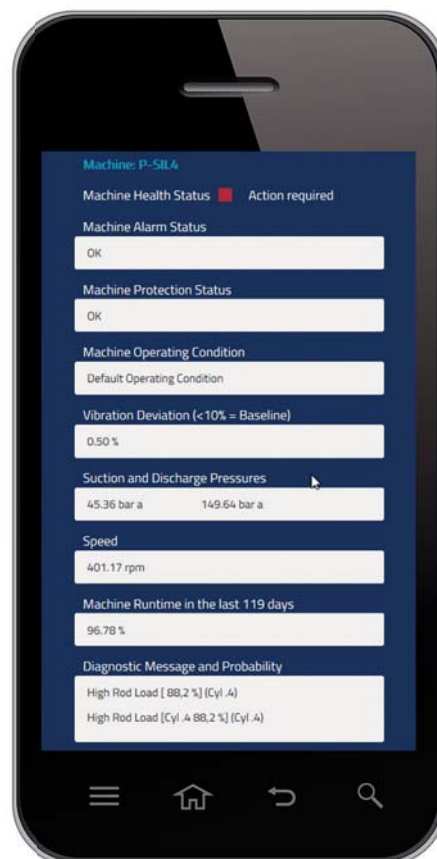 Machine: P-SIL4
Machine Health Status Action required
Machine Alarm Status
OK
Machine Protection Status
OK
Machine Operating Condition
Default Operating Condition
Vibration Deviation (<10% = Baseline)
0.50 %
Suction and Discharge Pressures
45.36 bar a 149.64 bar a
Speed
401.17 rpm
Machine Runtime in the last 119 days
96.78 %
Diagnostic Message and Probability
High Rod Load [ 88,2 %] (Cyl .4)
High Rod Load [Cyl .4 88,2 %] (Cyl .4)